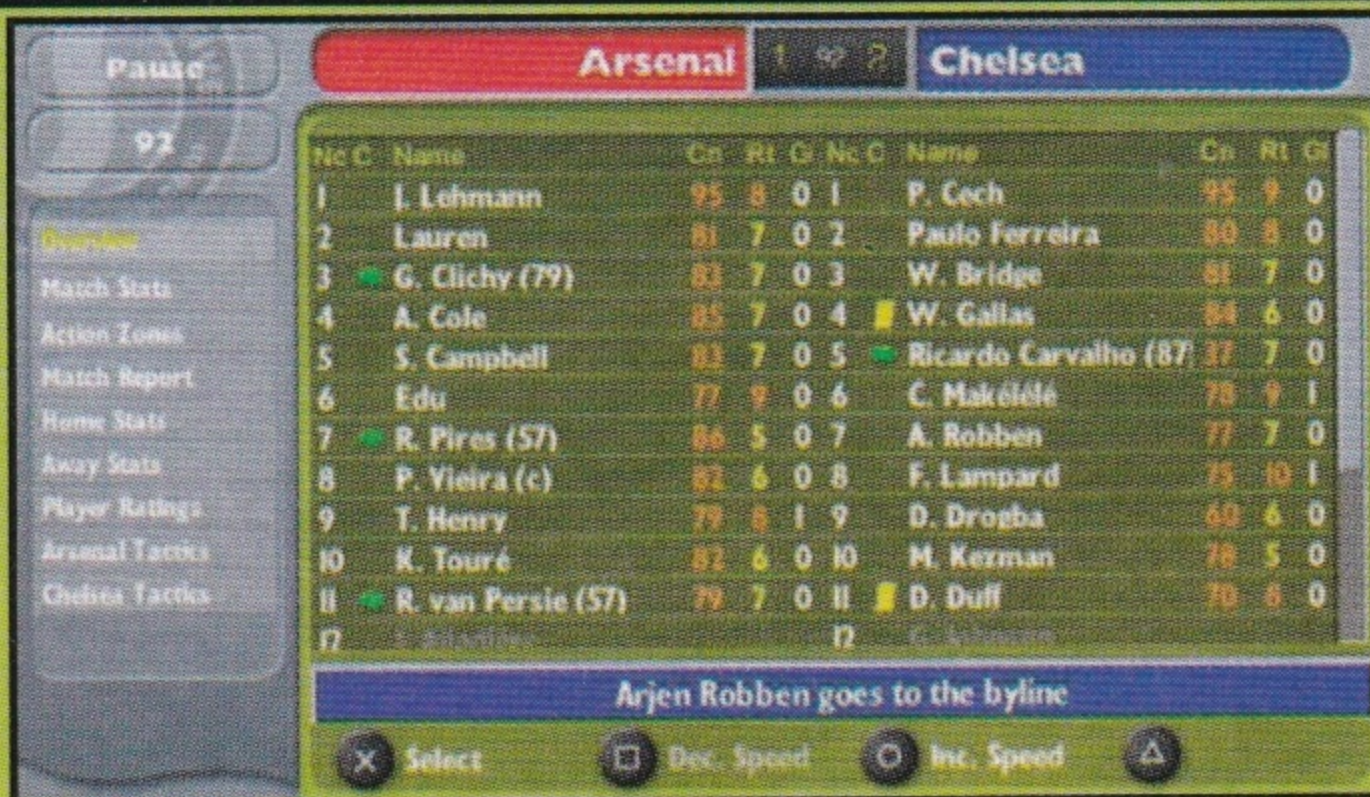 Pause
Arsenal 1 2 Chelsea
92
Nc C Name Cn Rt Gl Nc C Name Cn Rt Gl
1 J. Lehmann 95 8 0 1 P. Cech 95 9 0
Overview
2 Lauren 81 7 0 2 Paulo Ferreira 80 8 0
3 G. Clichy (79) 83 7 0 3 W. Bridge 81 7 0
Match Stats
4 A. Cole 85 7 0 4 W. Gallas 84 6 0
Action Zones
5 S. Campbell 83 7 0 5 Ricardo Carvalho (87 37 7 0
Match Report
6 Edu 77 9 0 6 C. Makélélé 78 9 1
Home Stats
7 R. Pires (57) 86 5 0 7 A. Robben 77 7 0
Away Stats
8 P. Vieira (c) 82 6 0 8 F. Lampard 75 10 1
Player Ratings
9 T. Henry 79 8 1 9 D. Drogba 60 6 0
Arsenal Tactics
10 K. Touré 82 6 0 10 M. Kezman 78 5 0
Chelsea Tactics
11 R. van Persie (57) 79 7 0 11 D. Duff 70 6 0
12 12
Arjen Robben goes to the byline
Select Dec. Speed Inc. Speed